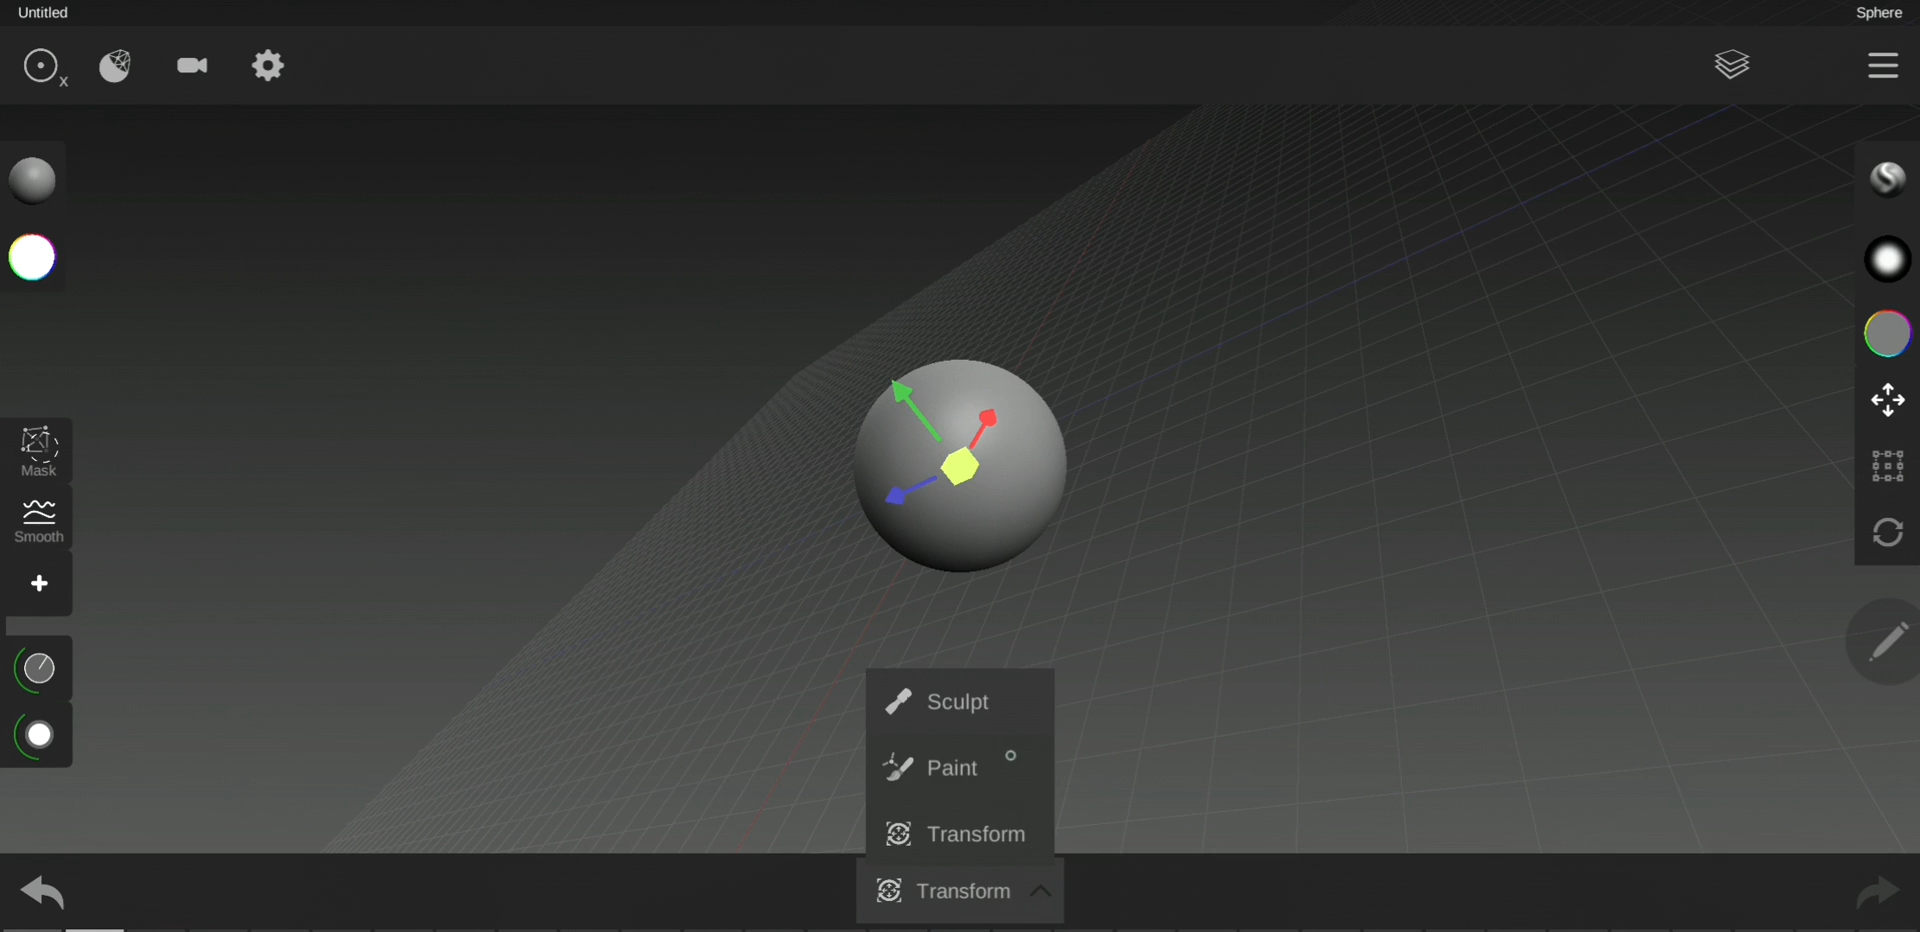 Untitled
Sphere
x
Mask
Smooth
Sculpt
Paint
Transform
Transform